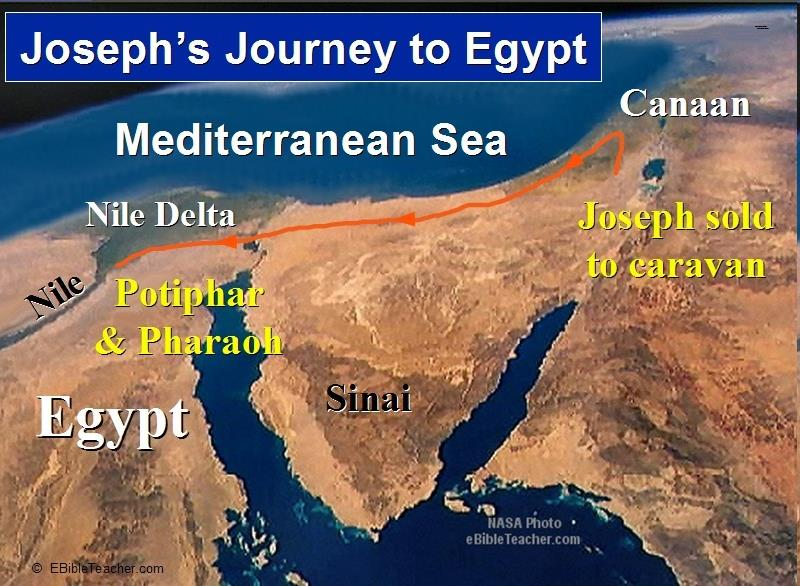 Joseph's Journey to Egypt
Canaan
Mediterranean Sea
Nile Delta
Joseph sold
to caravan
Nile
Potiphar
& Pharaoh
Sinai
Egypt
NASA Photo
eBibleTeacher.com
© EBibleTeacher.com